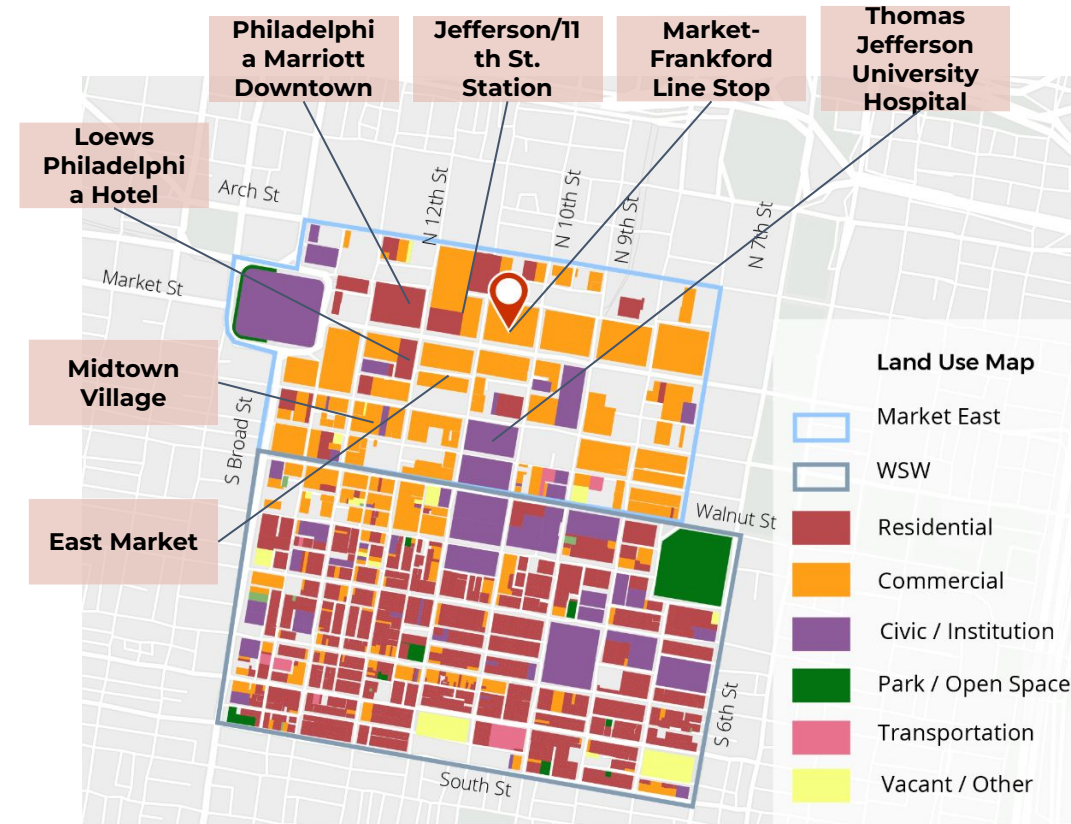 Philadelphi
a Marriott
Downtown
Jefferson/11
th St.
Station
Market-
Frankford
Line Stop
Thomas
Jefferson
University
Hospital
Loews
Philadelphi
a Hotel
Arch St
N 12th St
N 10th St
N 9th St
N 7th St
Market St
Midtown
Village
S Broad St
East Market
Walnut St
S 6th St
South St
Land Use Map
Market East
WSW
Residential
Commercial
Civic / Institution
Park / Open Space
Transportation
Vacant / Other